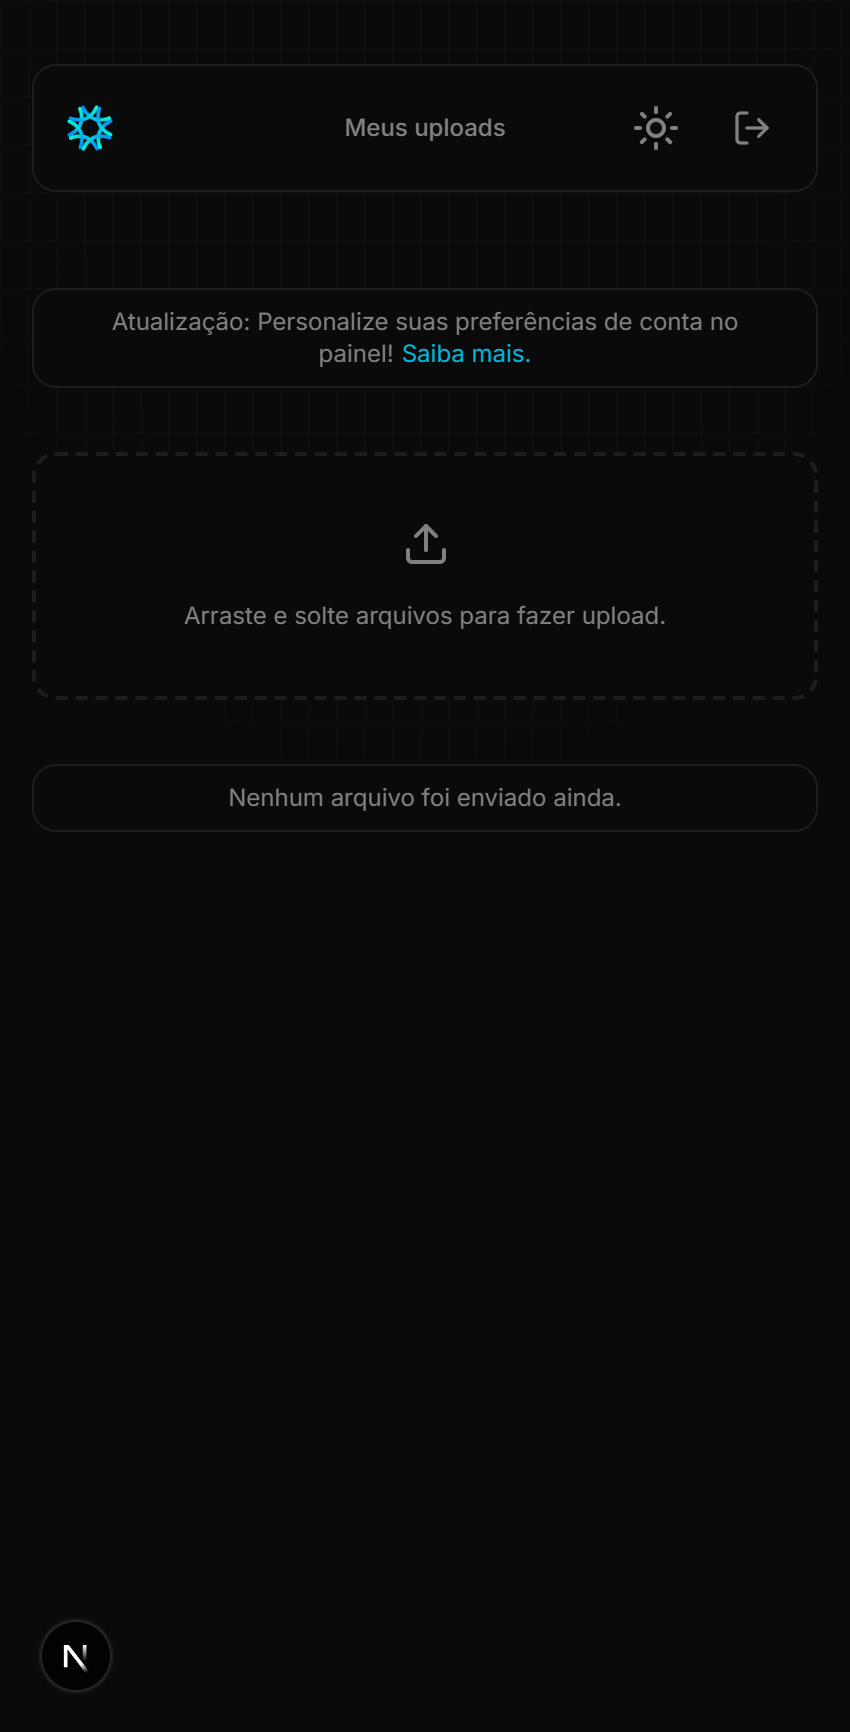 Meus uploads
Atualização: Personalize suas preferências de conta no
painel! Saiba mais.
Arraste e solte arquivos para fazer upload.
Nenhum arquivo foi enviado ainda.
N